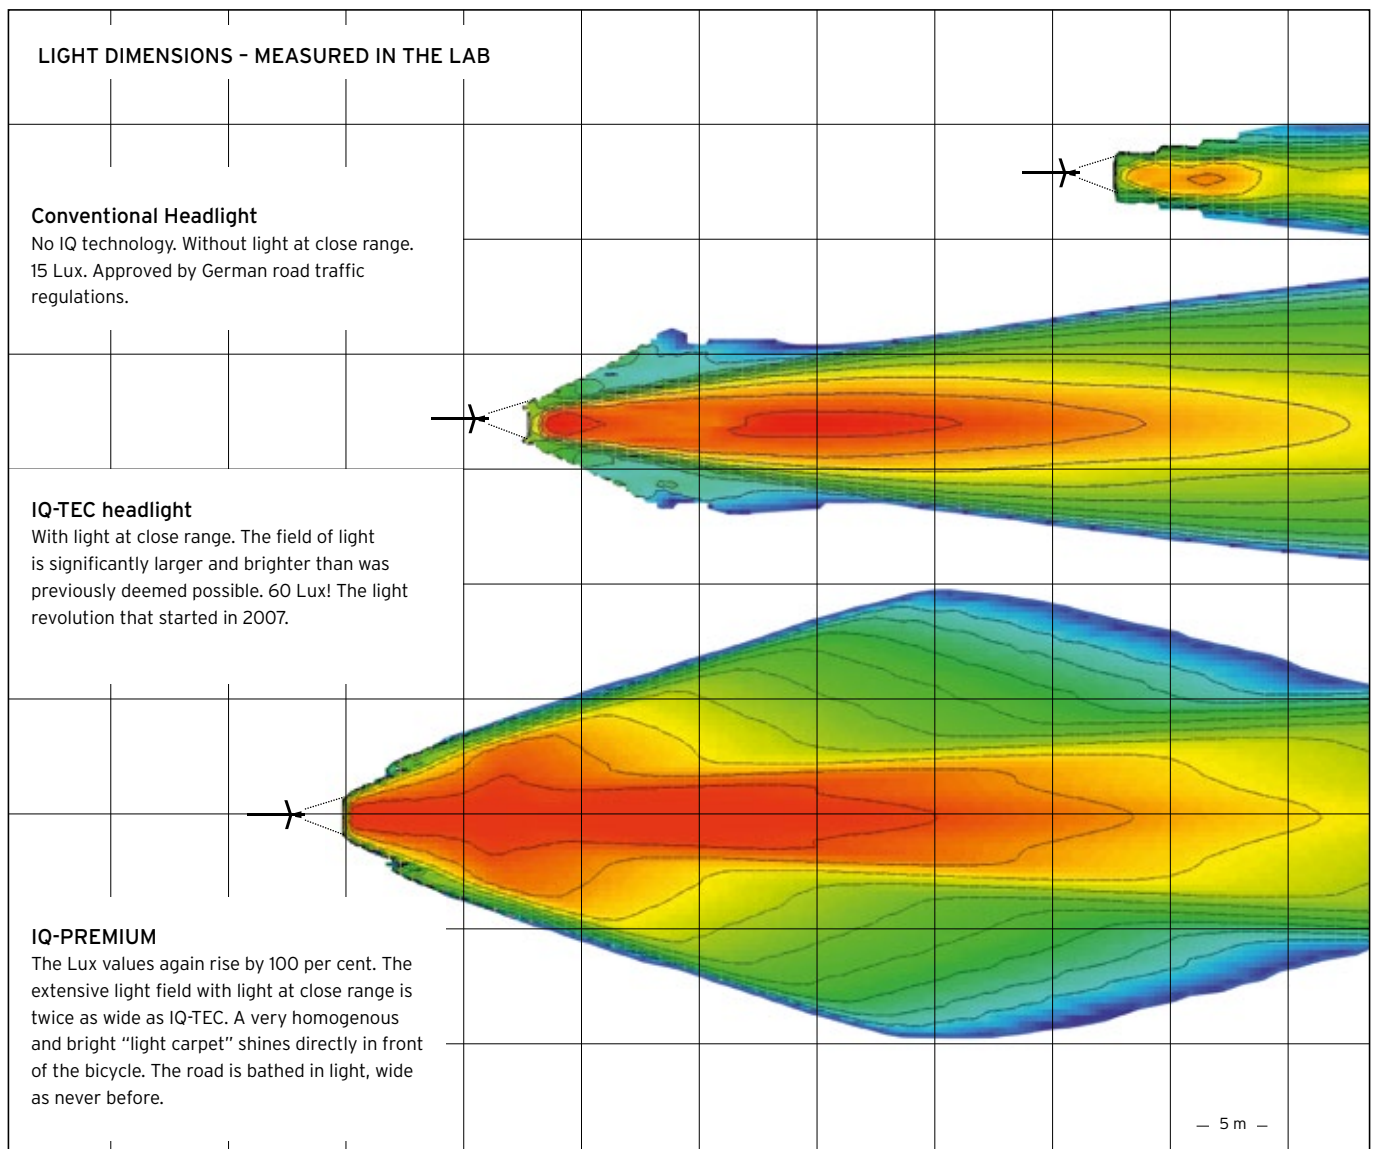 LIGHT DIMENSIONS – MEASURED IN THE LAB
Conventional Headlight
No IQ technology. Without light at close range.
15 Lux. Approved by German road traffic
regulations.
IQ-TEC headlight
With light at close range. The field of light
is significantly larger and brighter than was
previously deemed possible. 60 Lux! The light
revolution that started in 2007.
IQ-PREMIUM
The Lux values again rise by 100 per cent. The
extensive light field with light at close range is
twice as wide as IQ-TEC. A very homogenous
and bright “light carpet” shines directly in front
of the bicycle. The road is bathed in light, wide
as never before.
— 5 m —